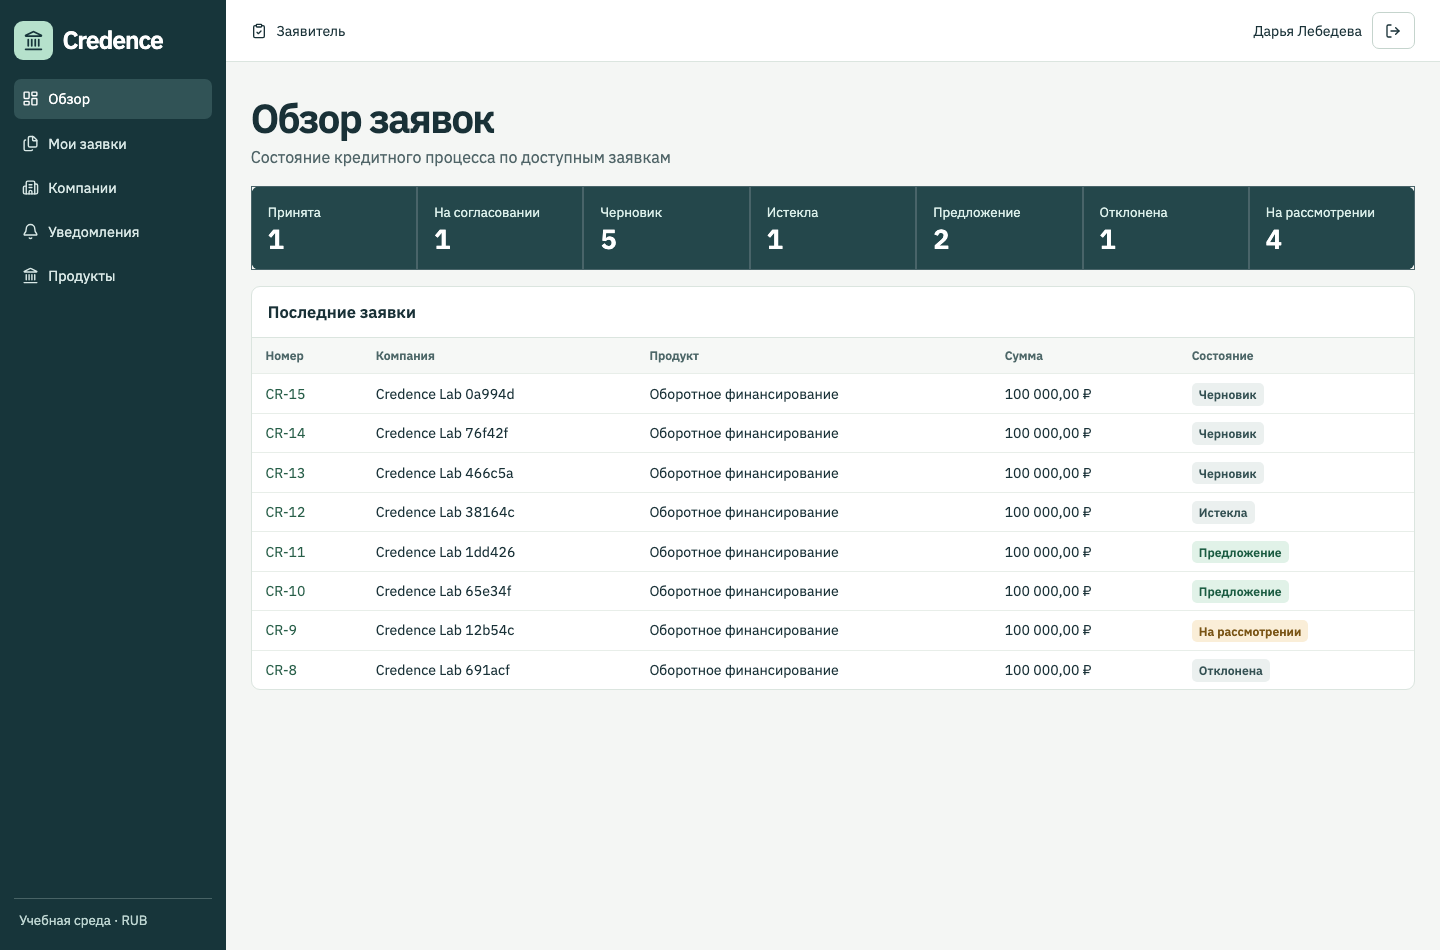 Credence
Заявитель
Дарья Лебедева
Обзор
Мои заявки
Компании
Уведомления
Продукты
Учебная среда · RUB
Обзор заявок
Состояние кредитного процесса по доступным заявкам
Принята На согласовании Черновик Истекла Предложение Отклонена На рассмотрении
1 1 5 1 2 1 4
Последние заявки
Номер Компания Продукт Сумма Состояние
CR-15 Credence Lab 0a994d Оборотное финансирование 100 000,00 ₽ Черновик
CR-14 Credence Lab 76f42f Оборотное финансирование 100 000,00 ₽ Черновик
CR-13 Credence Lab 466c5a Оборотное финансирование 100 000,00 ₽ Черновик
CR-12 Credence Lab 38164c Оборотное финансирование 100 000,00 ₽ Истекла
CR-11 Credence Lab 1dd426 Оборотное финансирование 100 000,00 ₽ Предложение
CR-10 Credence Lab 65e34f Оборотное финансирование 100 000,00 ₽ Предложение
CR-9 Credence Lab 12b54c Оборотное финансирование 100 000,00 ₽ На рассмотрении
CR-8 Credence Lab 691acf Оборотное финансирование 100 000,00 ₽ Отклонена